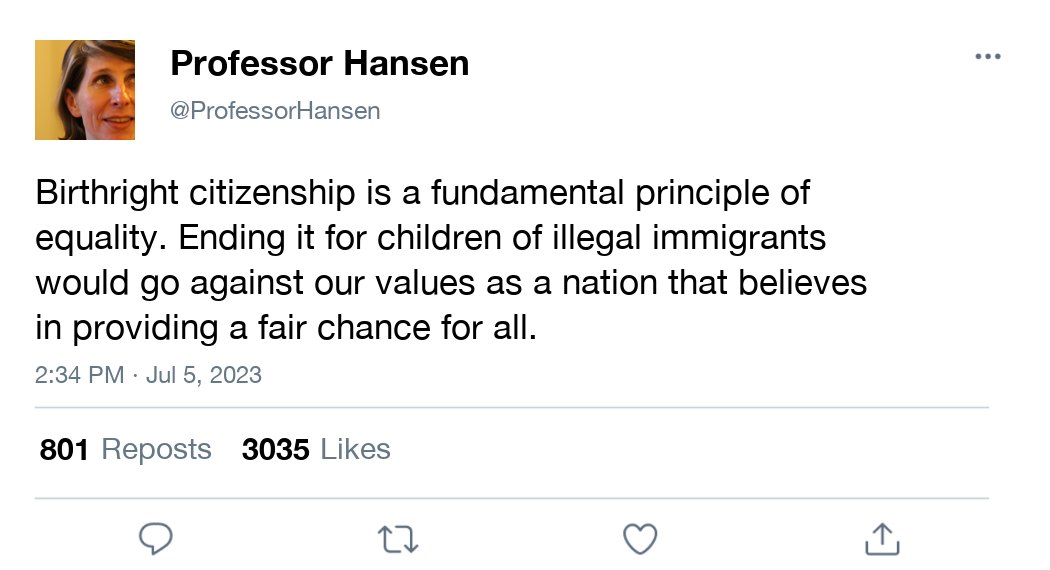 Professor Hansen
@ProfessorHansen
Birthright citizenship is a fundamental principle of
equality. Ending it for children of illegal immigrants
would go against our values as a nation that believes
in providing a fair chance for all.
2:34 PM · Jul 5, 2023
801 Reposts 3035 Likes